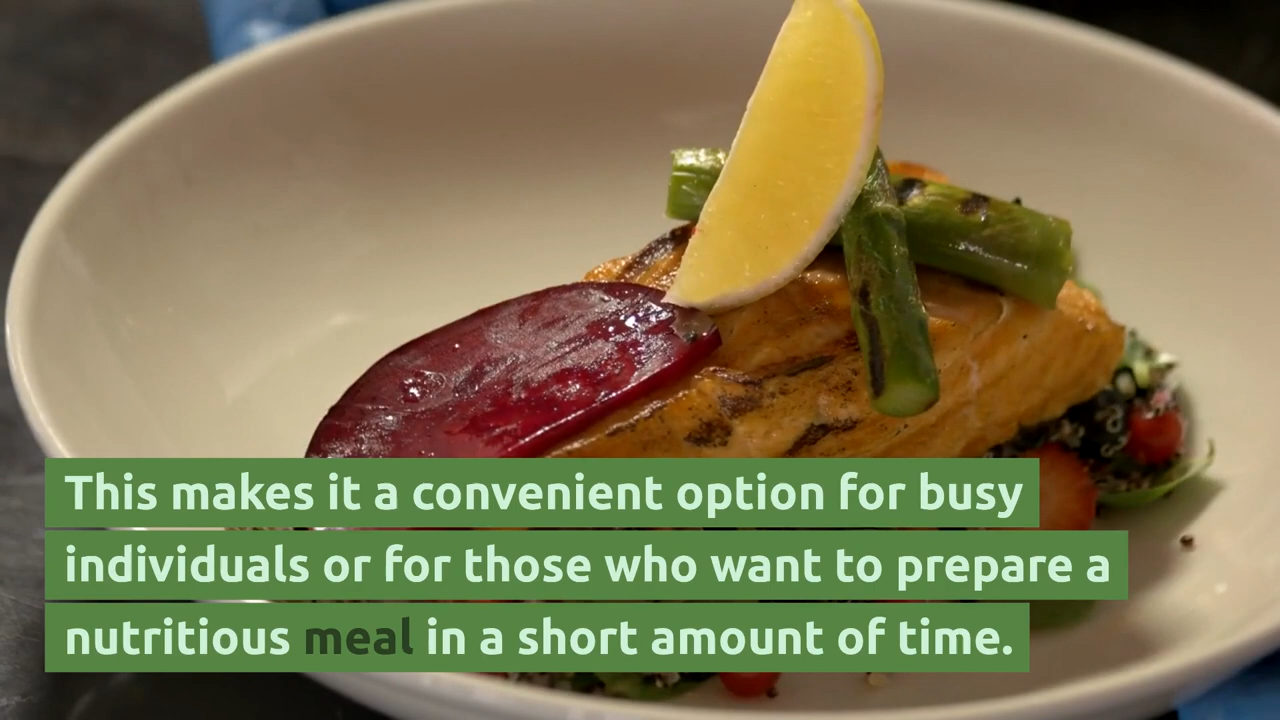 This makes it a convenient option for busy
individuals or for those who want to prepare a
nutritious meal in a short amount of time.